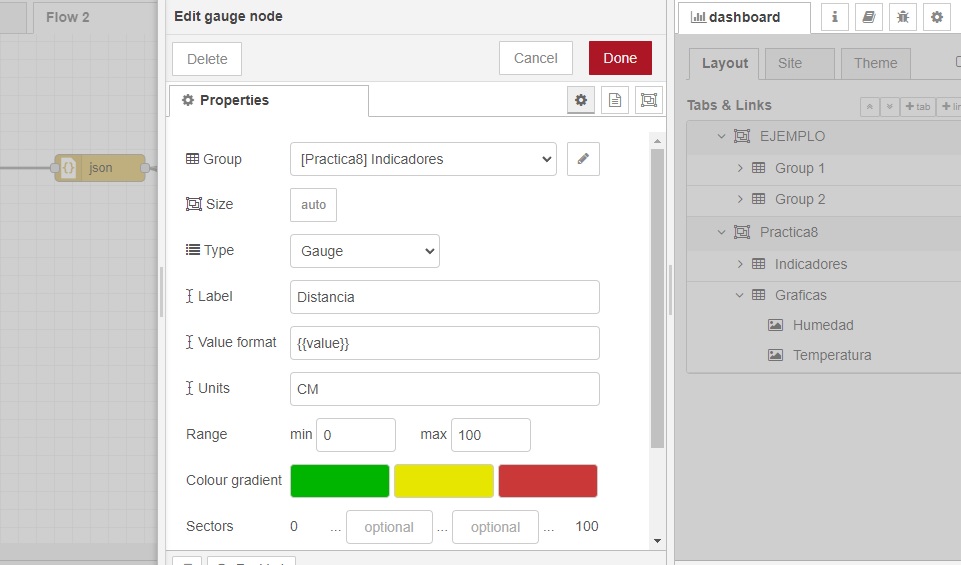 Flow 2
json
Edit gauge node
Delete
Cancel
Done
Properties
Group
[Practica8] Indicadores
Size
auto
Type
Gauge
Label
Distancia
Value format
{{value}}
Units
CM
Range
min
0
max
100
Colour gradient
Sectors
0
...
optional
...
optional
...
100
dashboard
i
Layout
Site
Theme
Tabs & Links
+ tab
EJEMPLO
Group 1
Group 2
Practica8
Indicadores
Graficas
Humedad
Temperatura